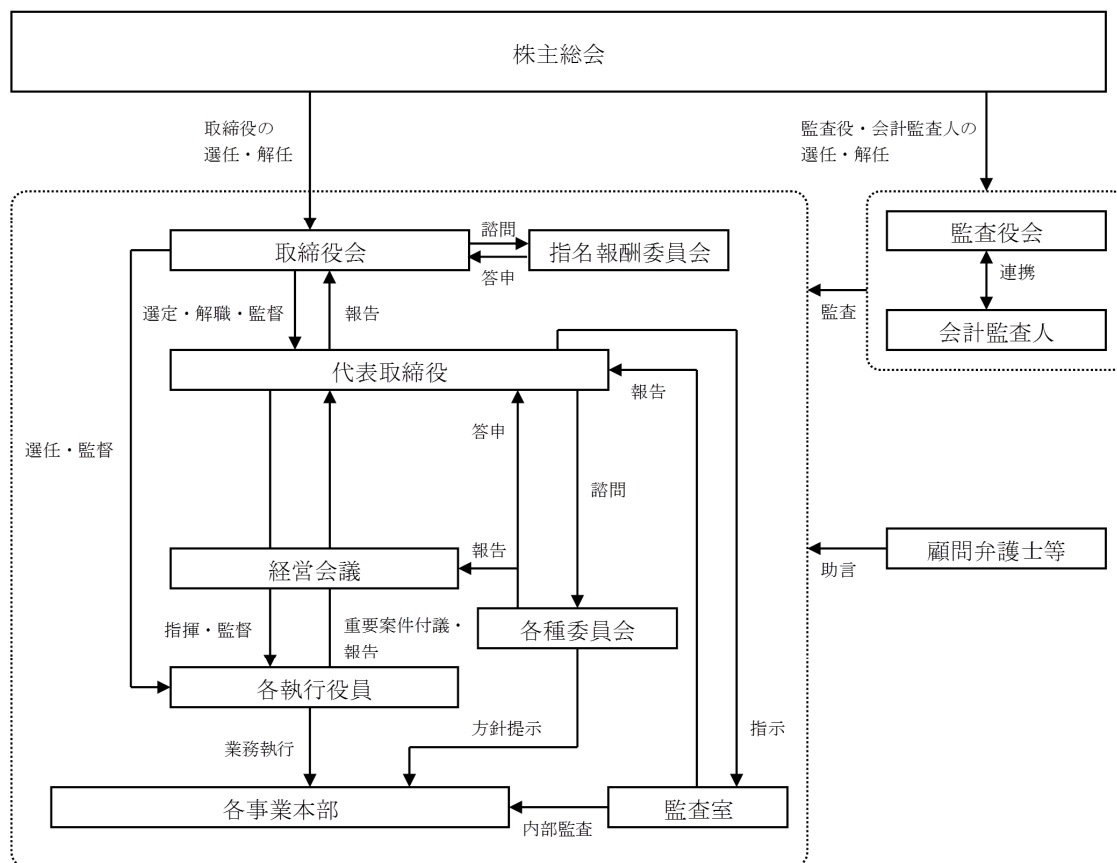 株主総会
取締役の
選任・解任
監査役・会計監査人の
選任・解任
取締役会
諮問
答申
指名報酬委員会
監査役会
連携
会計監査人
監査
選定・解職・監督
報告
代表取締役
報告
選任・監督
答申
諮問
経営会議
報告
各種委員会
顧問弁護士等
助言
指揮・監督
重要案件付議・
報告
各執行役員
業務執行
方針提示
指示
各事業本部
内部監査
監査室